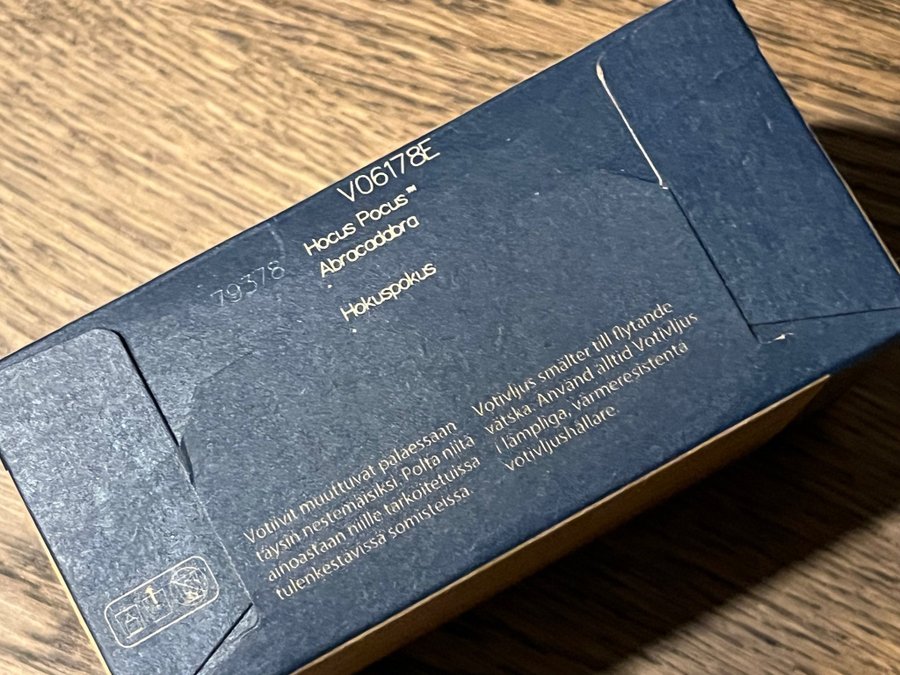 V06178E
Hocus Pocus™
Abracadabra
79378
Hokuspokus
Votiivit muuttuvat palaessaan
täysin nestemäisiksi. Polta niitä
ainoastaan niille tarkoitetuissa
tulenkestävissä somisteissa.
Votivljus smälter till flytande
vätska. Använd alltid Votivljus
i lämpliga, värmeresistenta
votivljushållare.